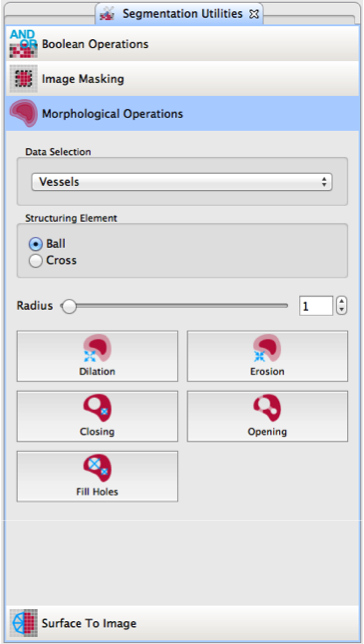 Segmentation Utilities
AND
OR
Boolean Operations
Image Masking
Morphological Operations
Data Selection
Vessels
Structuring Element
Ball
Cross
Radius 1
Dilation Erosion
Closing Opening
Fill Holes
Surface To Image